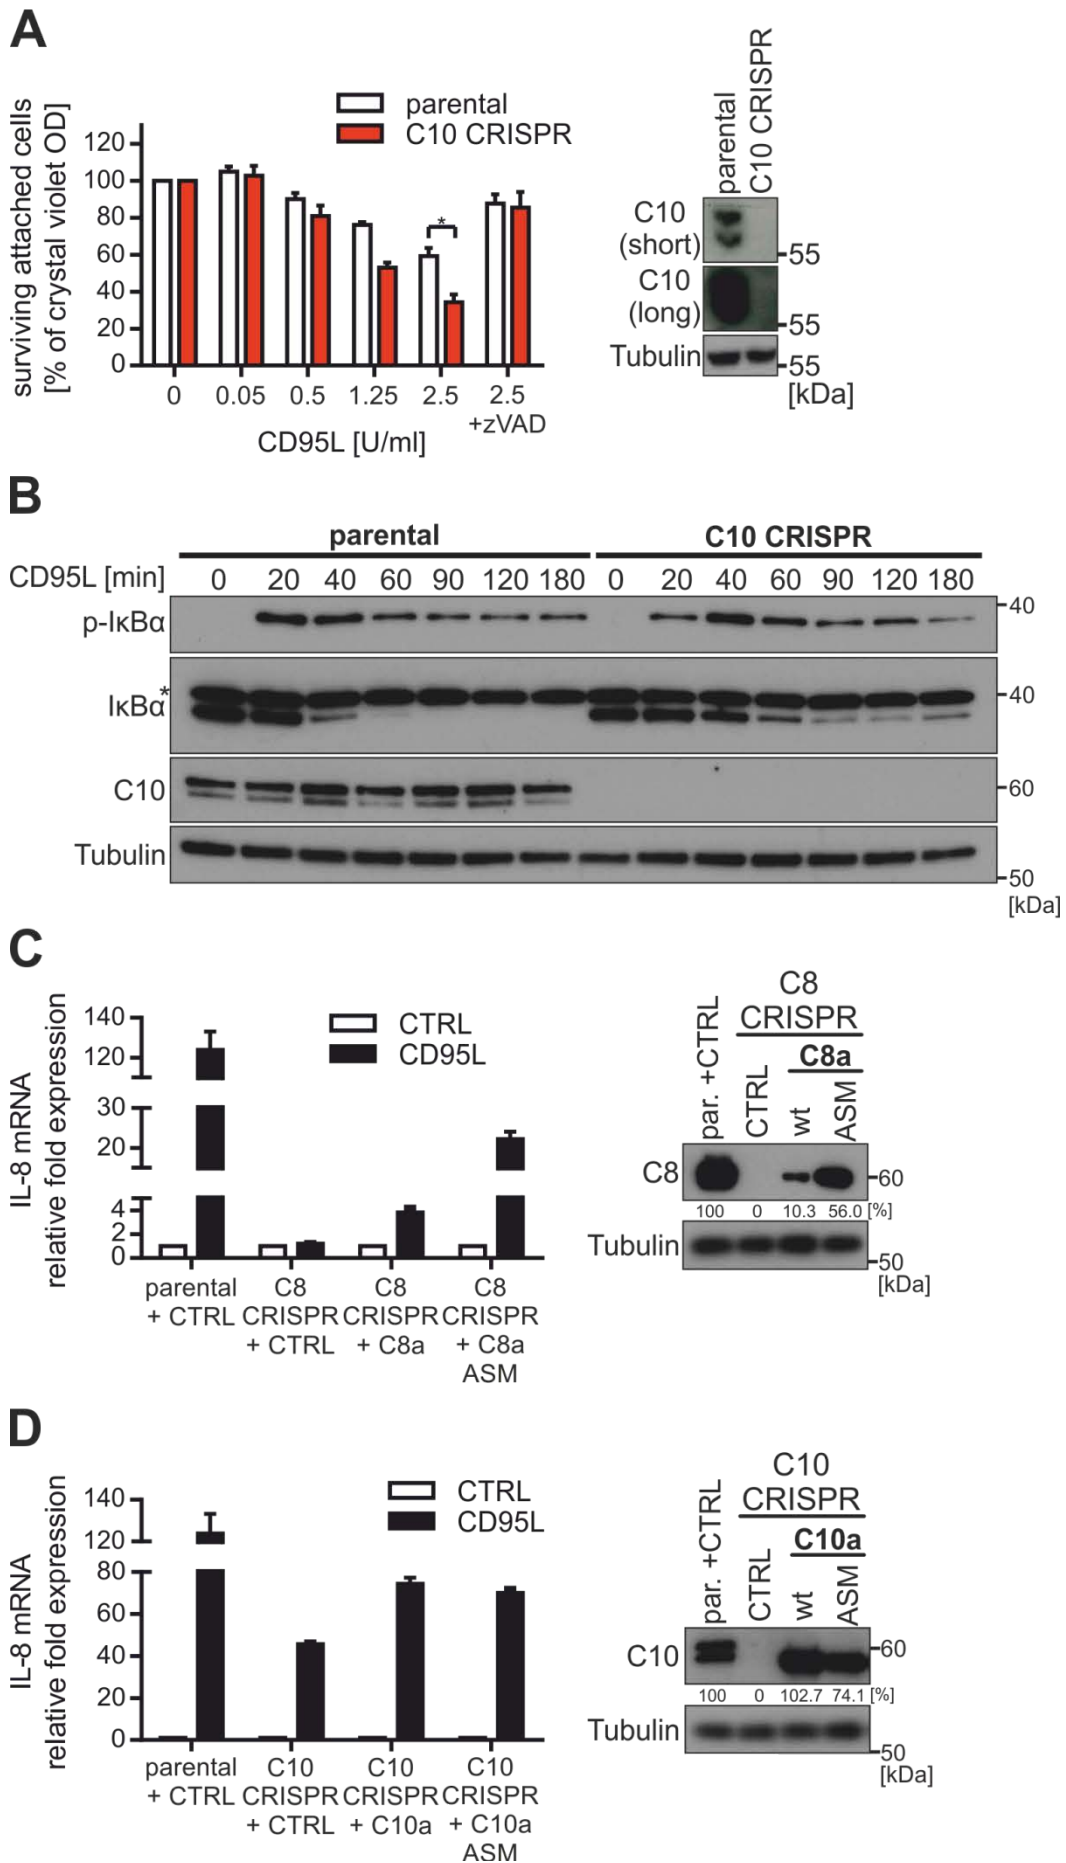 A
surviving attached cells
[% of crystal violet OD]
120
100
80
60
40
20
0
parental
C10 CRISPR
*
0 0.05 0.5 1.25 2.5 2.5
+zVAD
CD95L [U/ml]
parental
C10 CRISPR
C10
(short)
55
C10
(long)
55
Tubulin
55
[kDa]
B
parental C10 CRISPR
CD95L [min] 0 20 40 60 90 120 180 0 20 40 60 90 120 180
p-IκBα
40
*
IκBα
40
C10
60
Tubulin
50
[kDa]
C
IL-8 mRNA
relative fold expression
140
120
30
20
4
2
0
CTRL
CD95L
parental C8 C8 C8
+ CTRL CRISPR CRISPR CRISPR
+ CTRL + C8a + C8a
ASM
C8
CRISPR
C8a
par. +CTRL
CTRL
wt
ASM
C8
60
100 0 10.3 56.0 [%]
Tubulin
50
[kDa]
D
IL-8 mRNA
relative fold expression
140
120
80
60
40
20
0
CTRL
CD95L
parental C10 C10 C10
+ CTRL CRISPR CRISPR CRISPR
+ CTRL + C10a + C10a
ASM
C10
CRISPR
C10a
par. +CTRL
CTRL
wt
ASM
C10
60
100 0 102.7 74.1 [%]
Tubulin
50
[kDa]